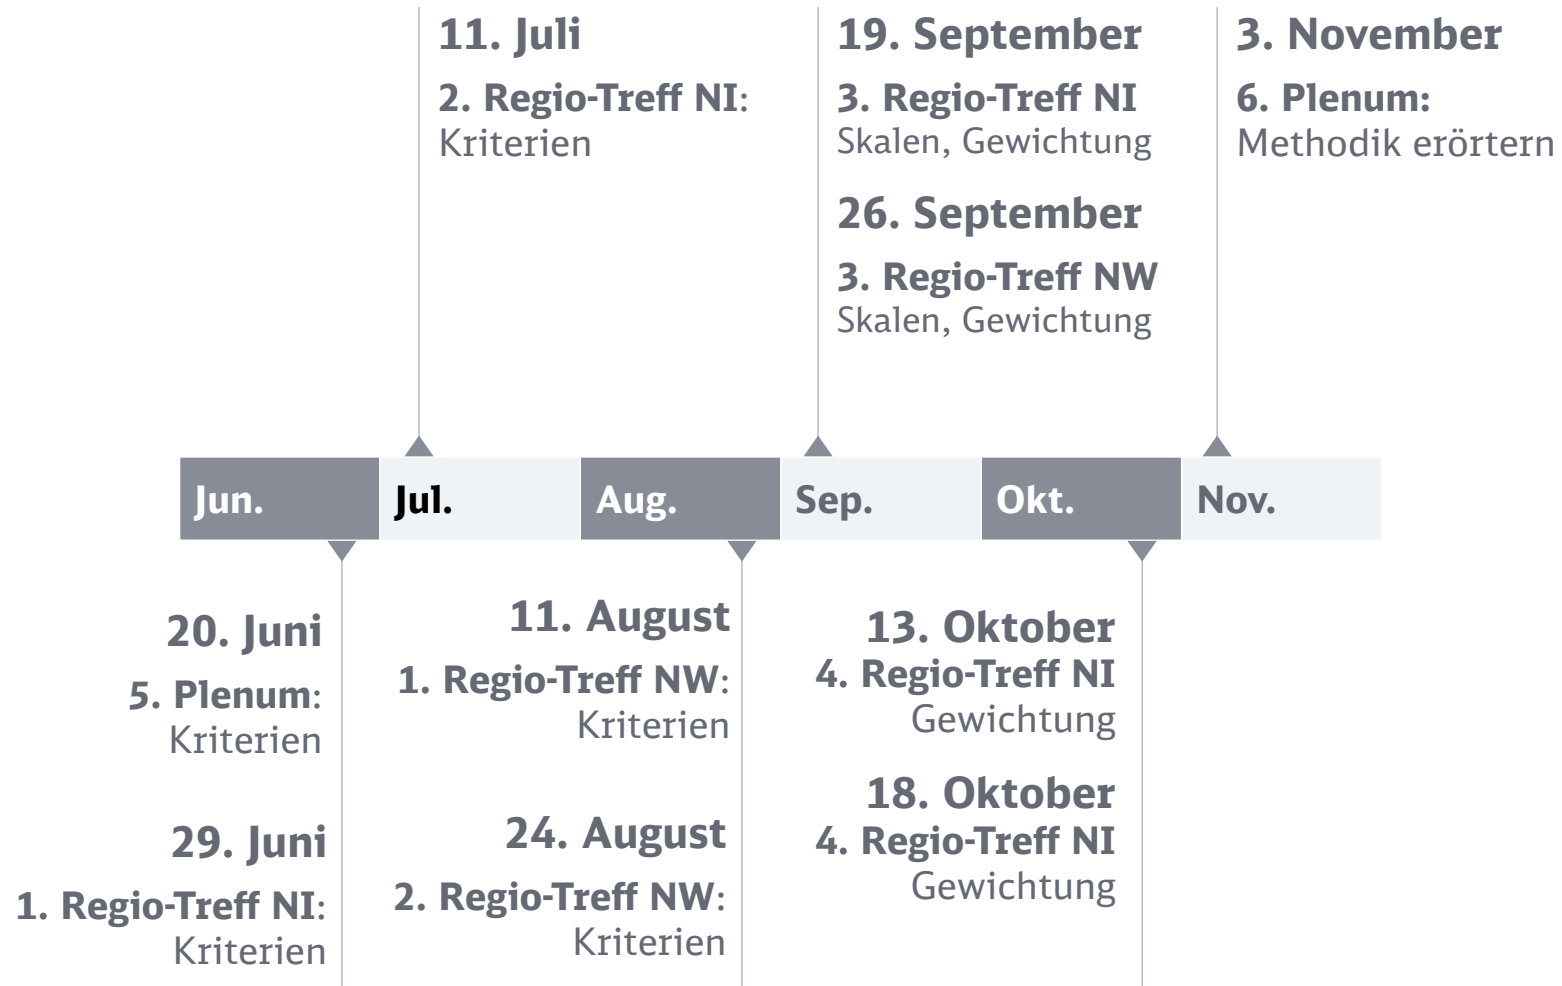 11. Juli
2. Regio-Treff NI:
Kriterien
19. September
3. Regio-Treff NI
Skalen, Gewichtung
26. September
3. Regio-Treff NW
Skalen, Gewichtung
3. November
6. Plenum:
Methodik erörtern
Jun.
Jul.
Aug.
Sep.
Okt.
Nov.
20. Juni
5. Plenum:
Kriterien
29. Juni
1. Regio-Treff NI:
Kriterien
11. August
1. Regio-Treff NW:
Kriterien
24. August
2. Regio-Treff NW:
Kriterien
13. Oktober
4. Regio-Treff NI
Gewichtung
18. Oktober
4. Regio-Treff NI
Gewichtung